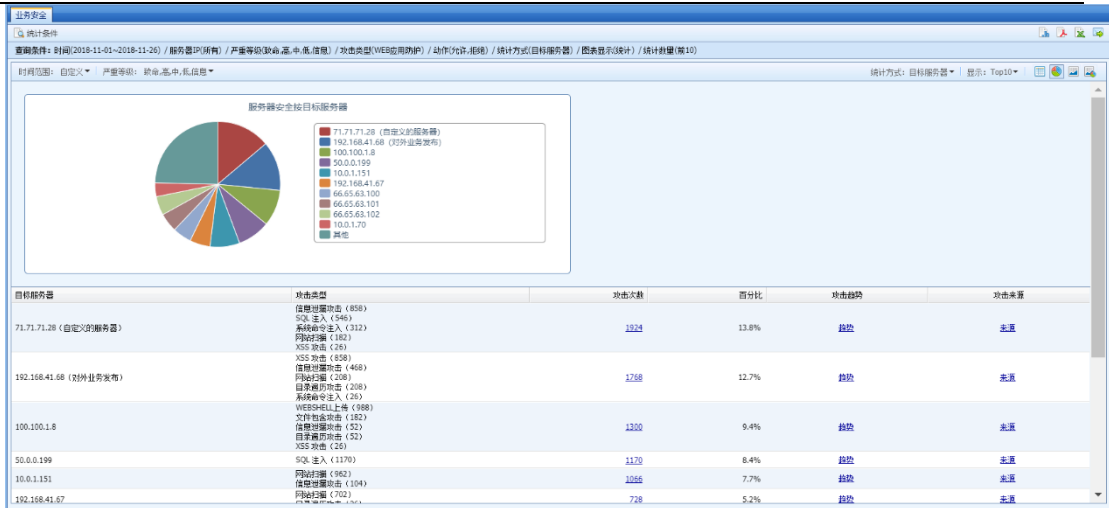 业务安全
统计条件
查询条件：时间(2018-11-01~2018-11-26) / 服务器IP(所有) / 严重等级(致命,高,中,低,信息) / 攻击类型(WEB应用防护) / 动作(允许,拒绝) / 统计方式(目标服务器) / 图表显示(统计) / 统计数量(前10)
时间范围： 自定义 严重等级： 致命,高,中,低,信息 统计方式：目标服务器 显示：Top10
服务器安全按目标服务器
71.71.71.28（自定义的服务器）
192.168.41.68（对外业务发布）
100.100.1.8
50.0.0.199
10.0.1.151
192.168.41.67
66.65.63.100
66.65.63.101
66.65.63.102
10.0.1.70
其他
目标服务器 攻击类型 攻击次数 百分比 攻击趋势 攻击来源
信息泄漏攻击（858）
SQL 注入（546）
71.71.71.28（自定义的服务器） 系统命令注入（312） 1924 13.8% 趋势 来源
网站扫描（182）
XSS 攻击（26）
XSS 攻击（858）
信息泄漏攻击（468）
192.168.41.68（对外业务发布） 网站扫描（208） 1768 12.7% 趋势 来源
目录遍历攻击（208）
系统命令注入（26）
WEBSHELL上传（988）
文件包含攻击（182）
100.100.1.8 信息泄漏攻击（52） 1300 9.4% 趋势 来源
目录遍历攻击（52）
XSS 攻击（26）
50.0.0.199 SQL 注入（1170） 1170 8.4% 趋势 来源
网站扫描（962）
10.0.1.151 1066 7.7% 趋势 来源
信息泄漏攻击（104）
网站扫描（702）
192.168.41.67 728 5.2% 趋势 来源